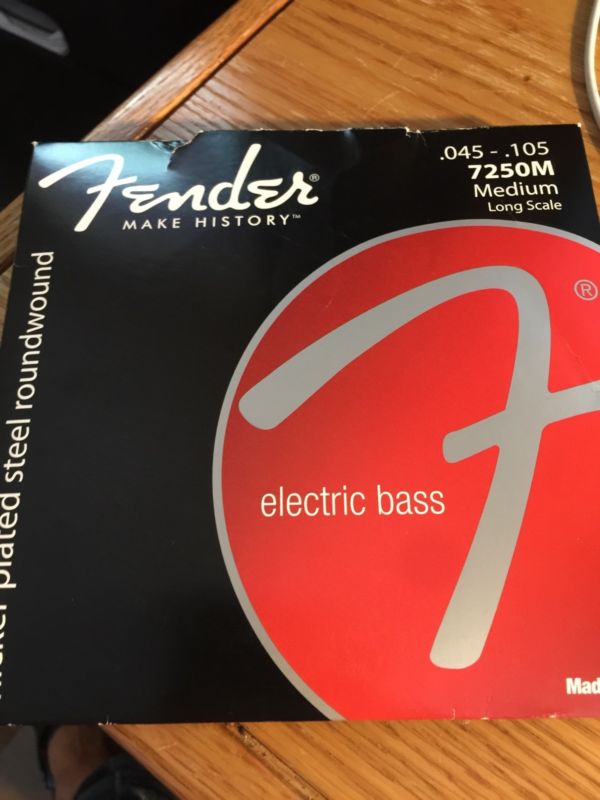 Fender®
MAKE HISTORY™
.045 - .105
7250M
Medium
Long Scale
®
plated steel roundwound
electric bass